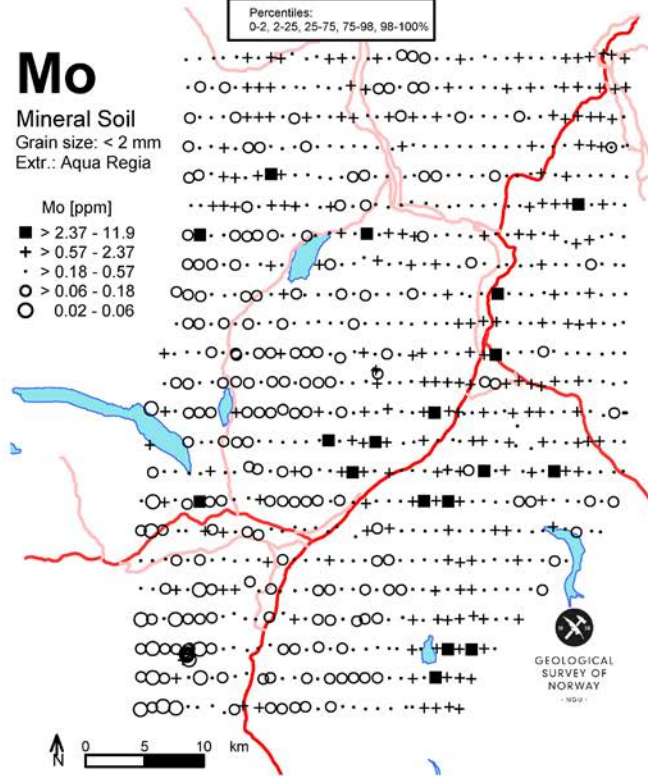 Percentiles:
0-2, 2-25, 25-75, 75-98, 98-100%
Mo
Mineral Soil
Grain size: < 2 mm
Extr.: Aqua Regia
Mo [ppm]
> 2.37 - 11.9
> 0.57 - 2.37
> 0.18 - 0.57
> 0.06 - 0.18
0.02 - 0.06
GEOLOGICAL
SURVEY OF
NORWAY
- NGU -
N
0 5 10 km